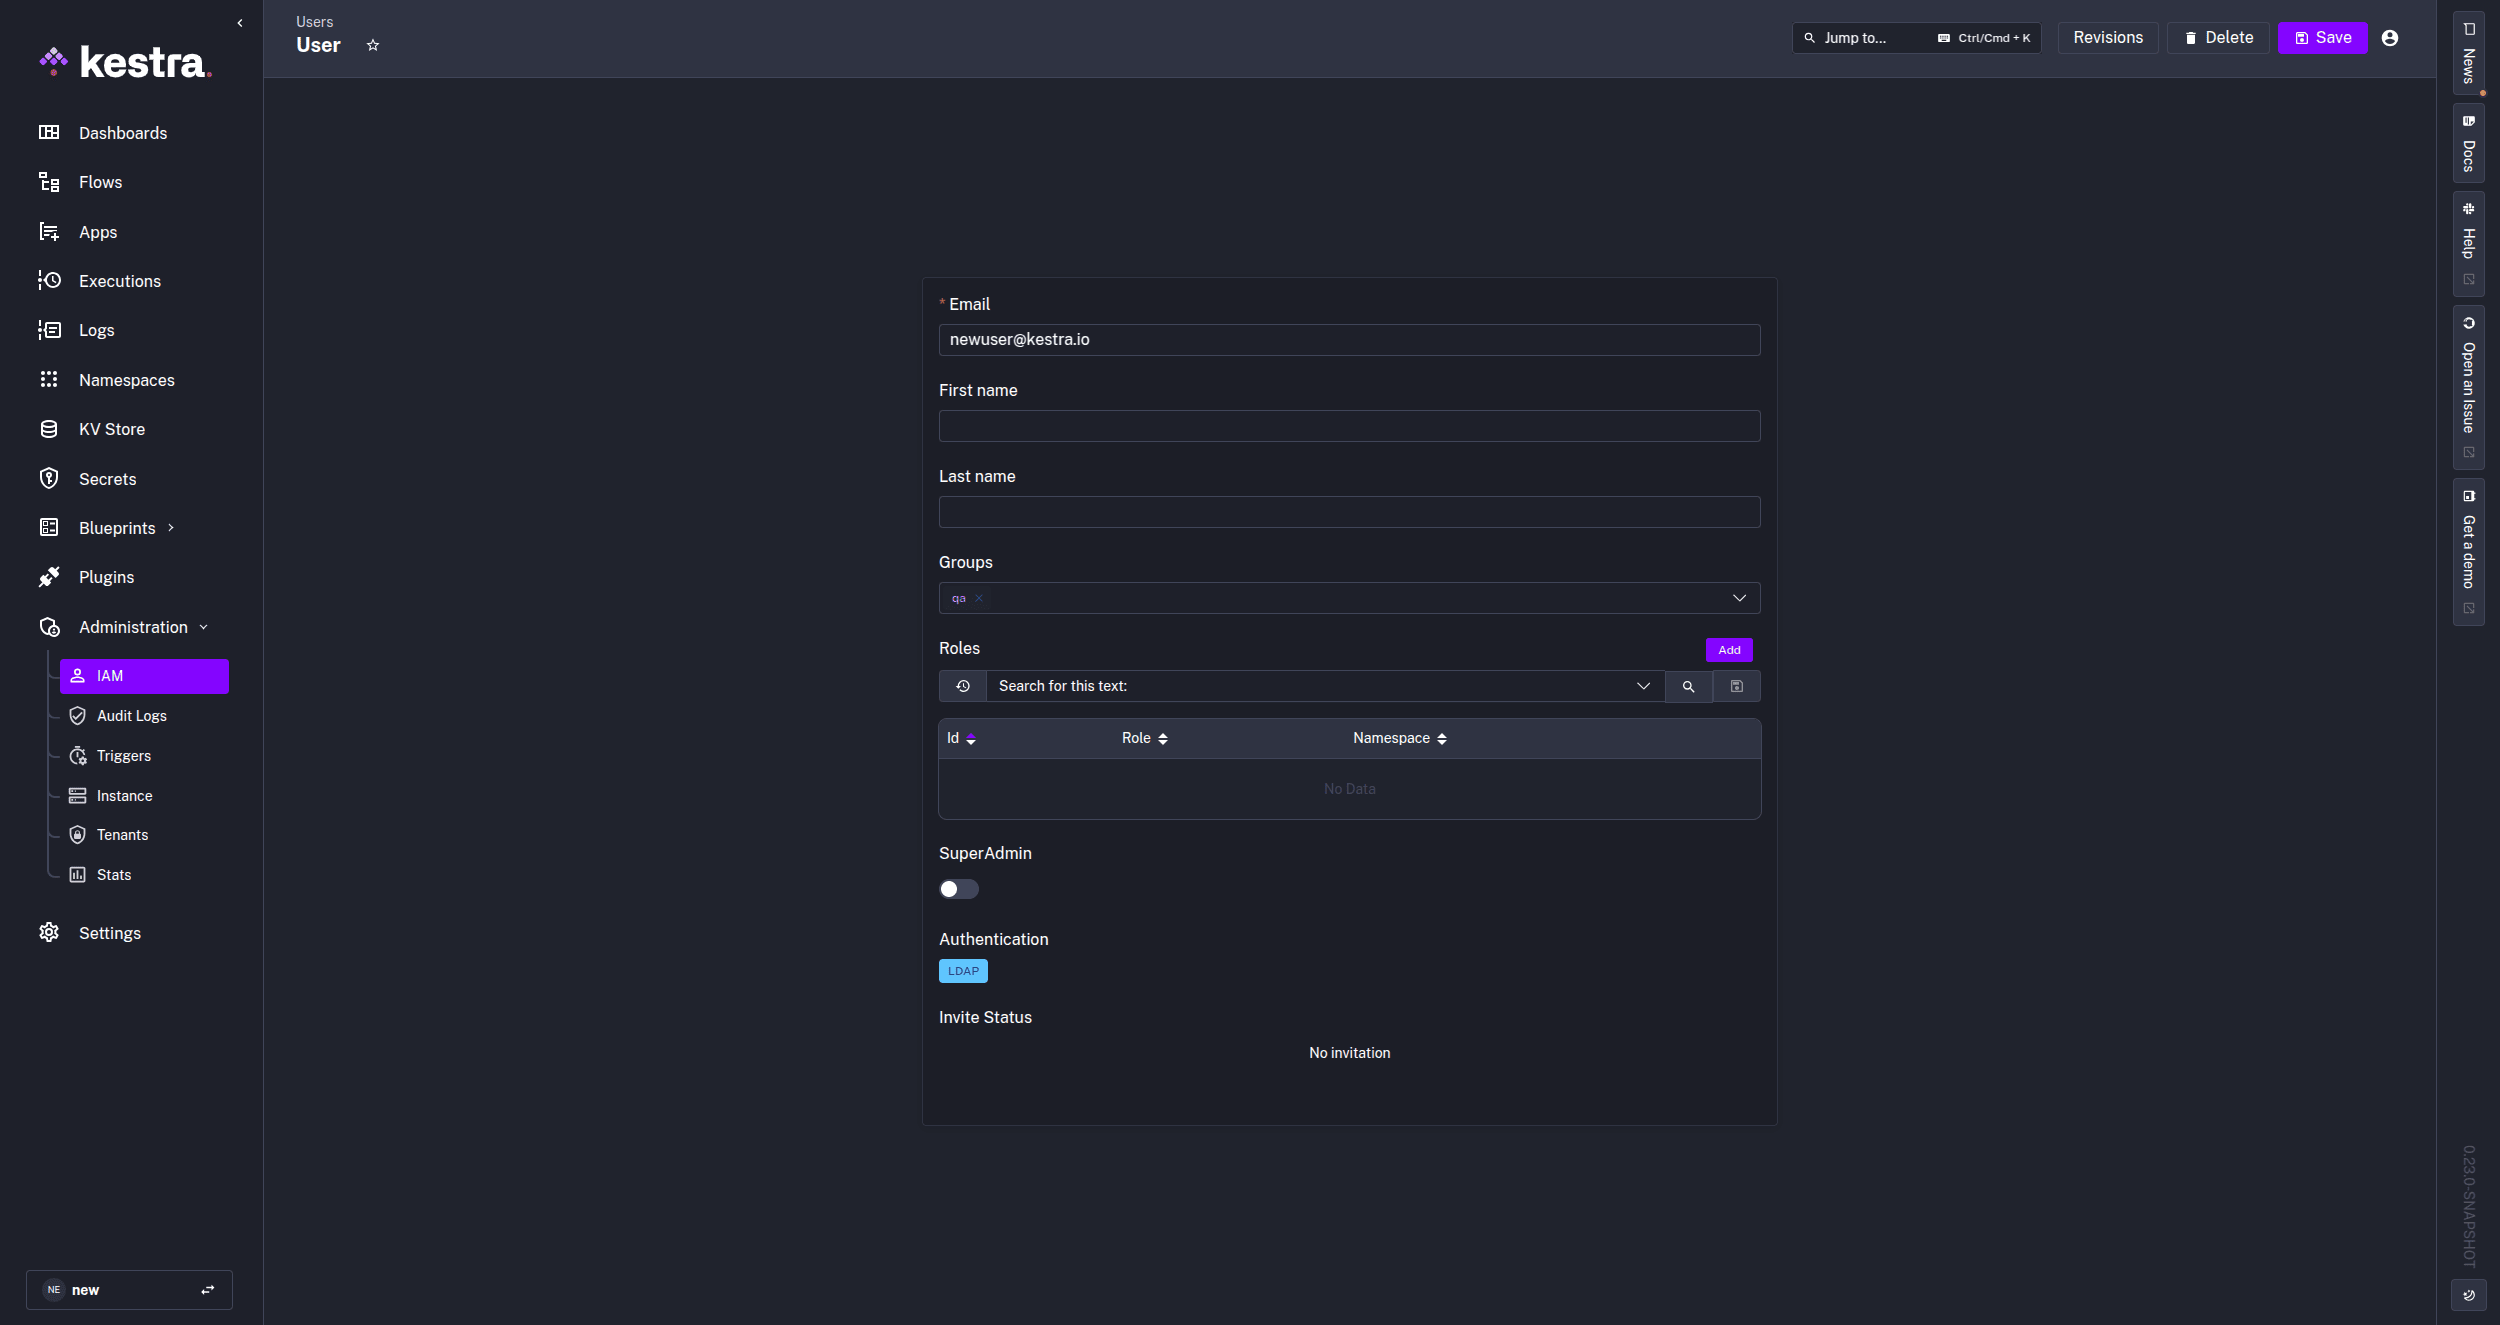 kestra.
Dashboards
Flows
Apps
Executions
Logs
Namespaces
KV Store
Secrets
Blueprints
Plugins
Administration
IAM
Audit Logs
Triggers
Instance
Tenants
Stats
Settings
NE new
Users
User
Jump to... Ctrl/Cmd + K
Revisions
Delete
Save
* Email
newuser@kestra.io
First name
Last name
Groups
qa
Roles
Add
Search for this text:
Id Role Namespace
No Data
SuperAdmin
Authentication
LDAP
Invite Status
No invitation
News
Docs
Help
Open an Issue
Get a demo
0.23.0-SNAPSHOT